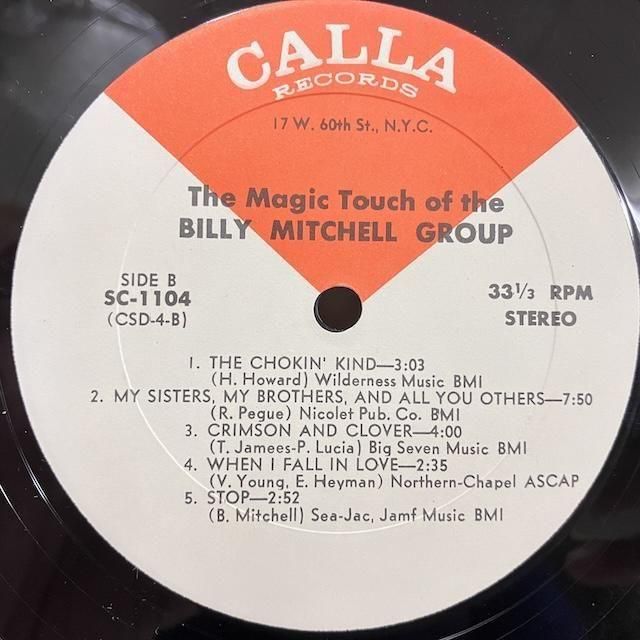 CALLA
RECORDS
17 W. 60th St., N.Y.C.
The Magic Touch of the
BILLY MITCHELL GROUP
SIDE B
SC-1104
(CSD-4-B)
33 1/3 RPM
STEREO
1. THE CHOKIN' KIND—3:03
(H. Howard) Wilderness Music BMI
2. MY SISTERS, MY BROTHERS, AND ALL YOU OTHERS—7:50
(R. Pegue) Nicolet Pub. Co. BMI
3. CRIMSON AND CLOVER—4:00
(T. Jamees-P. Lucia) Big Seven Music BMI
4. WHEN I FALL IN LOVE—2:35
(V. Young, E. Heyman) Northern-Chapel ASCAP
5. STOP—2:52
(B. Mitchell) Sea-Jac, Jamf Music BMI